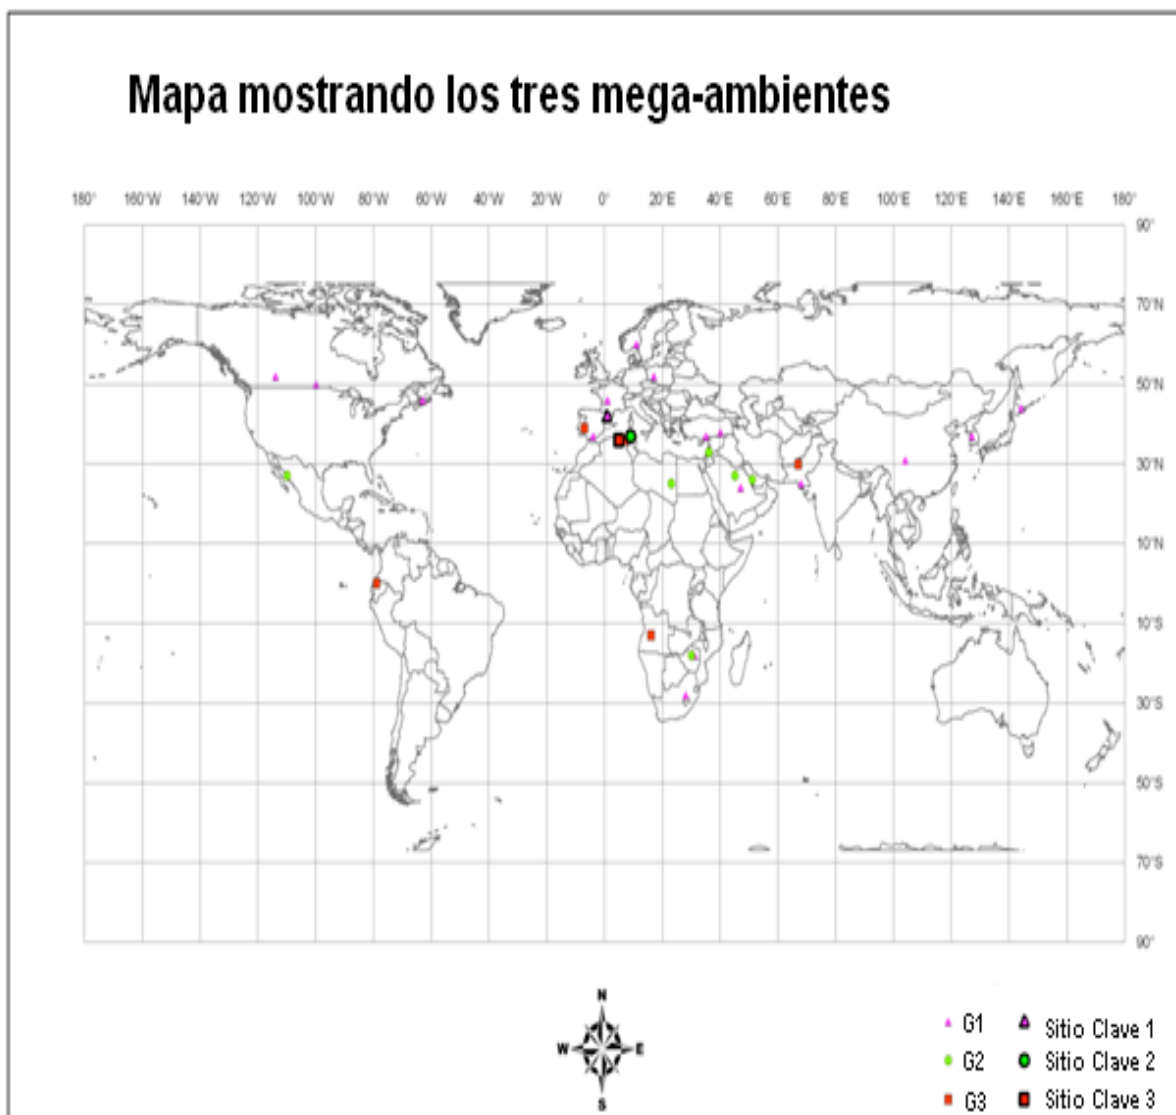 Mapa mostrando los tres mega-ambientes
180° 160°W 140°W 120°W 100°W 80°W 60°W 40°W 20°W 0° 20°E 40°E 60°E 80°E 100°E 120°E 140°E 160°E 180°
90°
70°N
50°N
30°N
10°N
10°S
30°S
50°S
70°S
90°
N
W E
S
G1 Sitio Clave 1
G2 Sitio Clave 2
G3 Sitio Clave 3